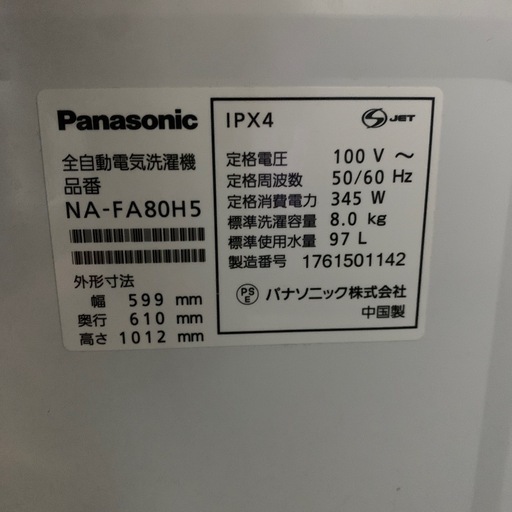 Panasonic
全自動電気洗濯機
品番
NA-FA80H5
外形寸法
幅 599 mm
奥行 610 mm
高さ 1012 mm
IPX4
S JET
定格電圧 100 V ～
定格周波数 50/60 Hz
定格消費電力 345 W
標準洗濯容量 8.0 kg
標準使用水量 97 L
製造番号 1761501142
PSE パナソニック株式会社
中国製